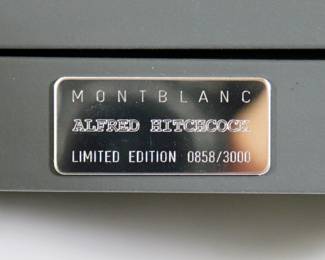 MONTBLANC
ALFRED HITCHCOCK
LIMITED EDITION 0858/3000